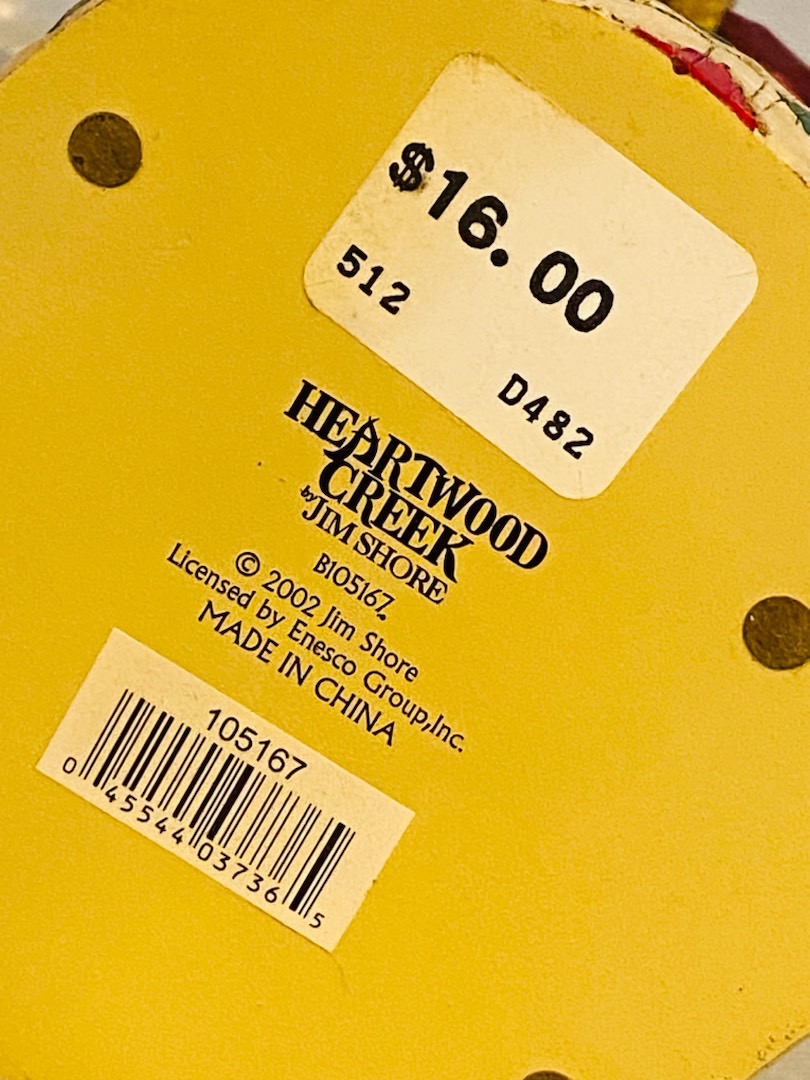 $16.00
512
D482
HEARTWOOD
CREEK
by JIM SHORE
B105167
© 2002 Jim Shore
Licensed by Enesco Group,Inc.
MADE IN CHINA
105167
0 45544 03736 5